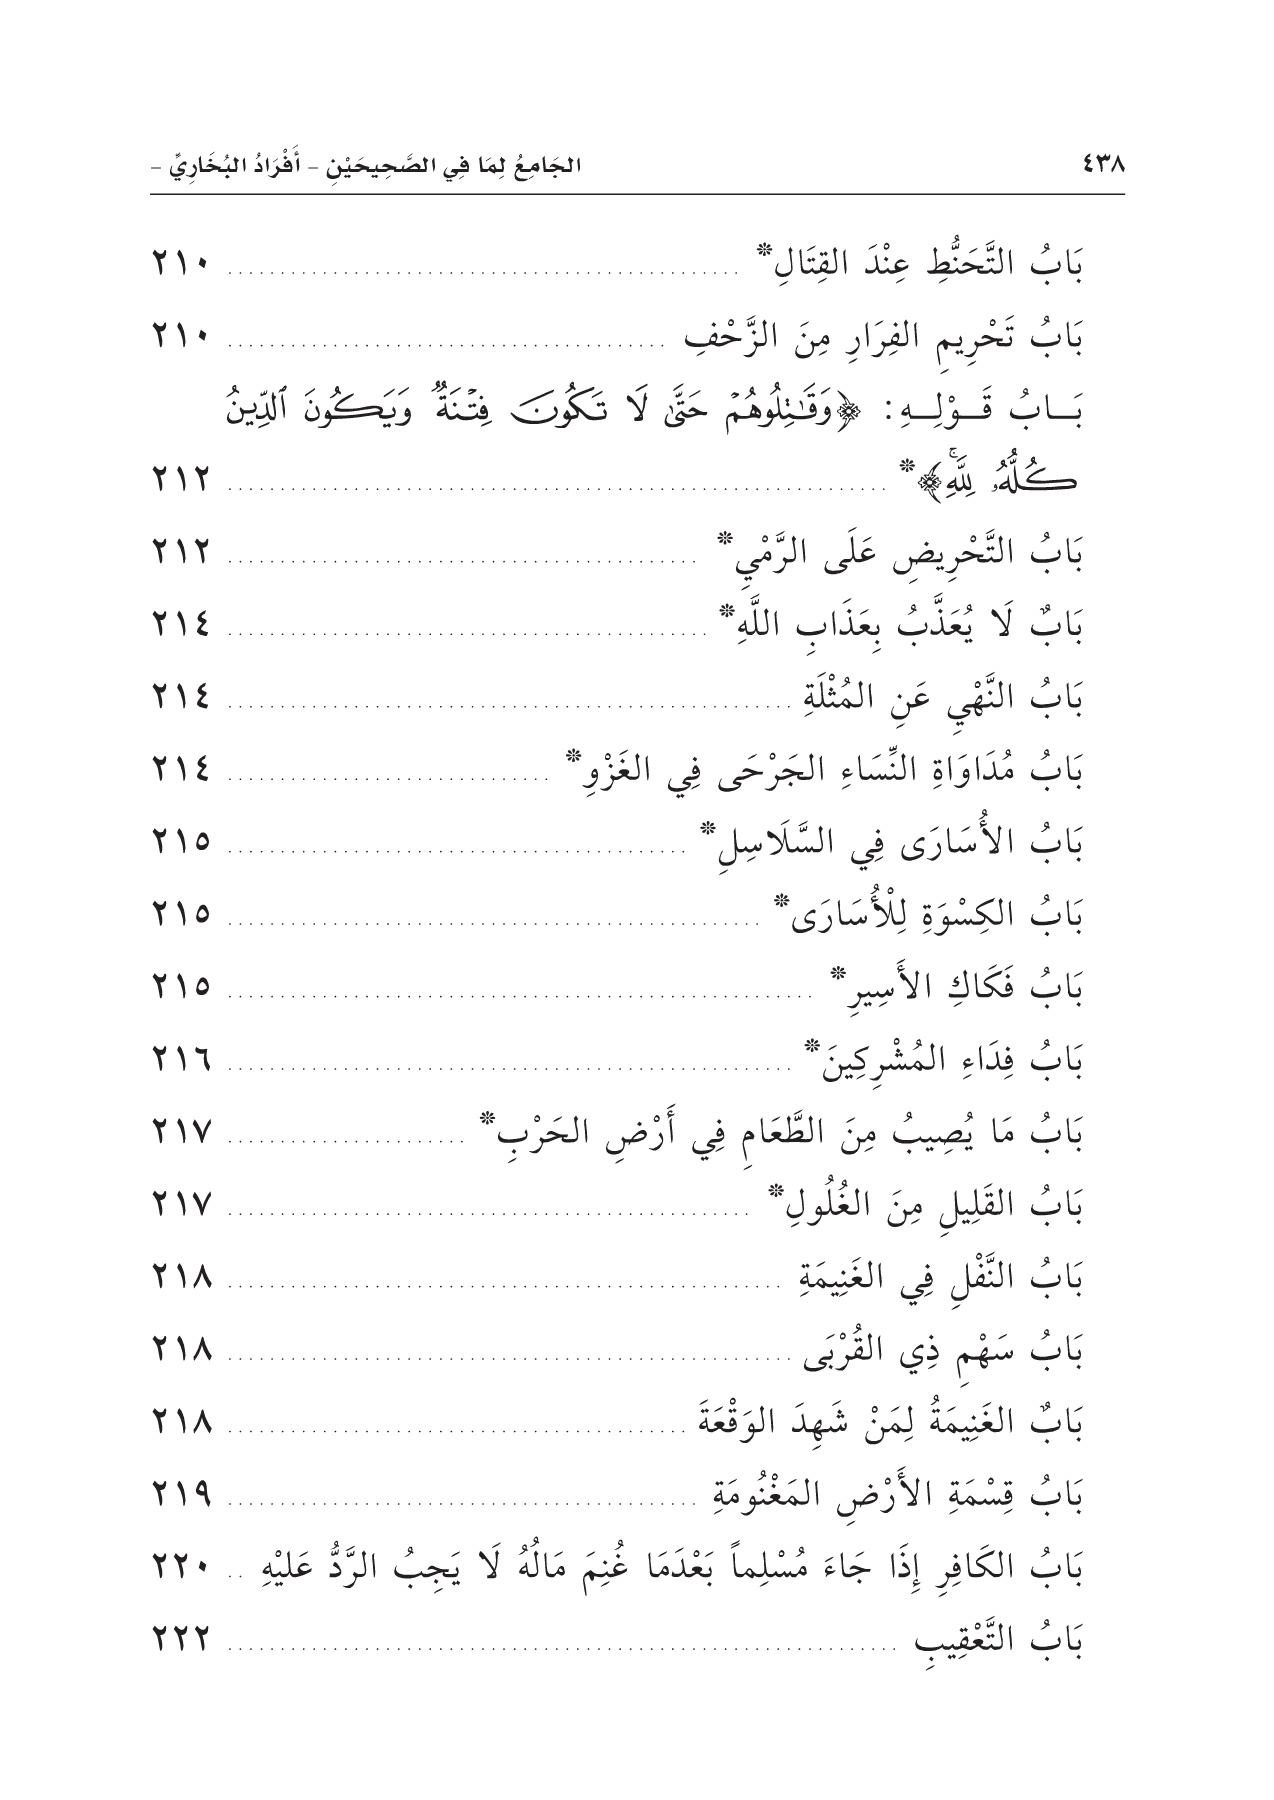 ٤٣٨ الجَامِعُ لِمَا فِي الصَّحِيحَيْنِ – أَفْرَادُ البُخَارِيِّ –
بَابُ التَّحَنُّطِ عِنْدَ القِتَالِ* ................ ٢١٠
بَابُ تَحْرِيمِ الفِرَارِ مِنَ الزَّحْفِ ................ ٢١٠
بَـابُ قَـوْلِـهِ: ﴿وَقَٰتِلُوهُمۡ حَتَّىٰ لَا تَكُونَ فِتۡنَةٞ وَيَكُونَ ٱلدِّينُ
كُلُّهُۥ لِلَّهِۚ﴾* ................ ٢١٢
بَابُ التَّحْرِيضِ عَلَى الرَّمْيِ* ................ ٢١٢
بَابٌ لَا يُعَذَّبُ بِعَذَابِ اللَّهِ* ................ ٢١٤
بَابُ النَّهْيِ عَنِ المُثْلَةِ ................ ٢١٤
بَابُ مُدَاوَاةِ النِّسَاءِ الجَرْحَى فِي الغَزْوِ* ................ ٢١٤
بَابُ الأُسَارَى فِي السَّلَاسِلِ* ................ ٢١٥
بَابُ الكِسْوَةِ لِلْأُسَارَى* ................ ٢١٥
بَابُ فَكَاكِ الأَسِيرِ* ................ ٢١٥
بَابُ فِدَاءِ المُشْرِكِينَ* ................ ٢١٦
بَابُ مَا يُصِيبُ مِنَ الطَّعَامِ فِي أَرْضِ الحَرْبِ* ................ ٢١٧
بَابُ القَلِيلِ مِنَ الغُلُولِ* ................ ٢١٧
بَابُ النَّفْلِ فِي الغَنِيمَةِ ................ ٢١٨
بَابُ سَهْمِ ذِي القُرْبَى ................ ٢١٨
بَابٌ الغَنِيمَةُ لِمَنْ شَهِدَ الوَقْعَةَ ................ ٢١٨
بَابُ قِسْمَةِ الأَرْضِ المَغْنُومَةِ ................ ٢١٩
بَابُ الكَافِرِ إِذَا جَاءَ مُسْلِماً بَعْدَمَا غُنِمَ مَالُهُ لَا يَجِبُ الرَّدُّ عَلَيْهِ .. ٢٢٠
بَابُ التَّعْقِيبِ ................ ٢٢٢